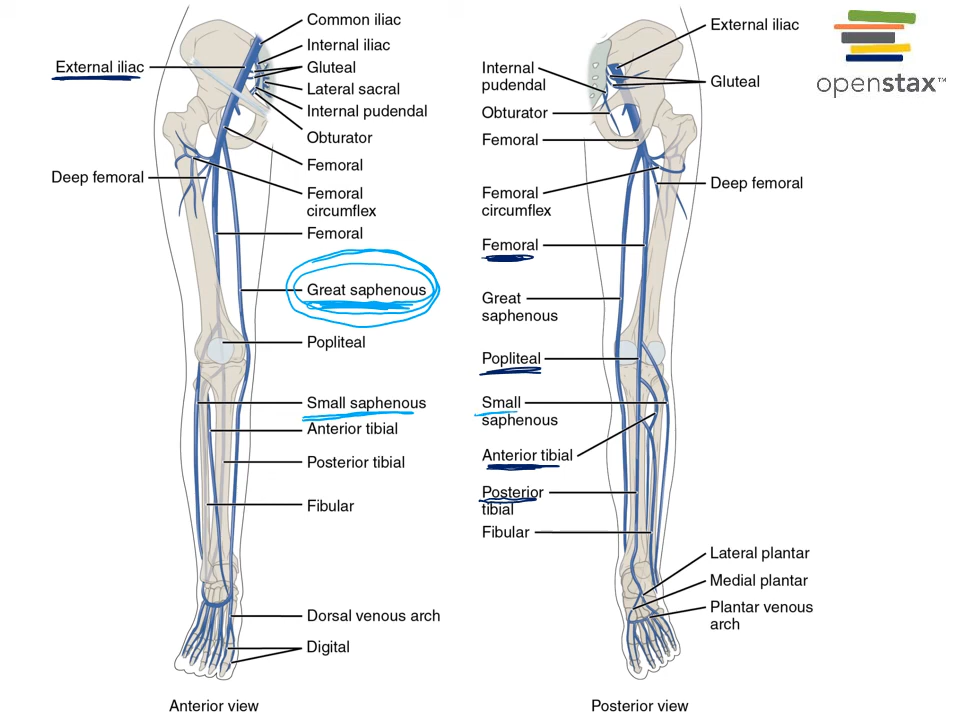 Common iliac
Internal iliac
External iliac
Gluteal
Lateral sacral
Internal pudendal
Obturator
Femoral
Deep femoral
Femoral
circumflex
Femoral
Great saphenous
Popliteal
Small saphenous
Anterior tibial
Posterior tibial
Fibular
Dorsal venous arch
Digital
Anterior view
External iliac
Internal
pudendal
Gluteal
Obturator
Femoral
Deep femoral
Femoral
circumflex
Femoral
Great
saphenous
Popliteal
Small
saphenous
Anterior tibial
Posterior
tibial
Fibular
Lateral plantar
Medial plantar
Plantar venous
arch
Posterior view
openstax™